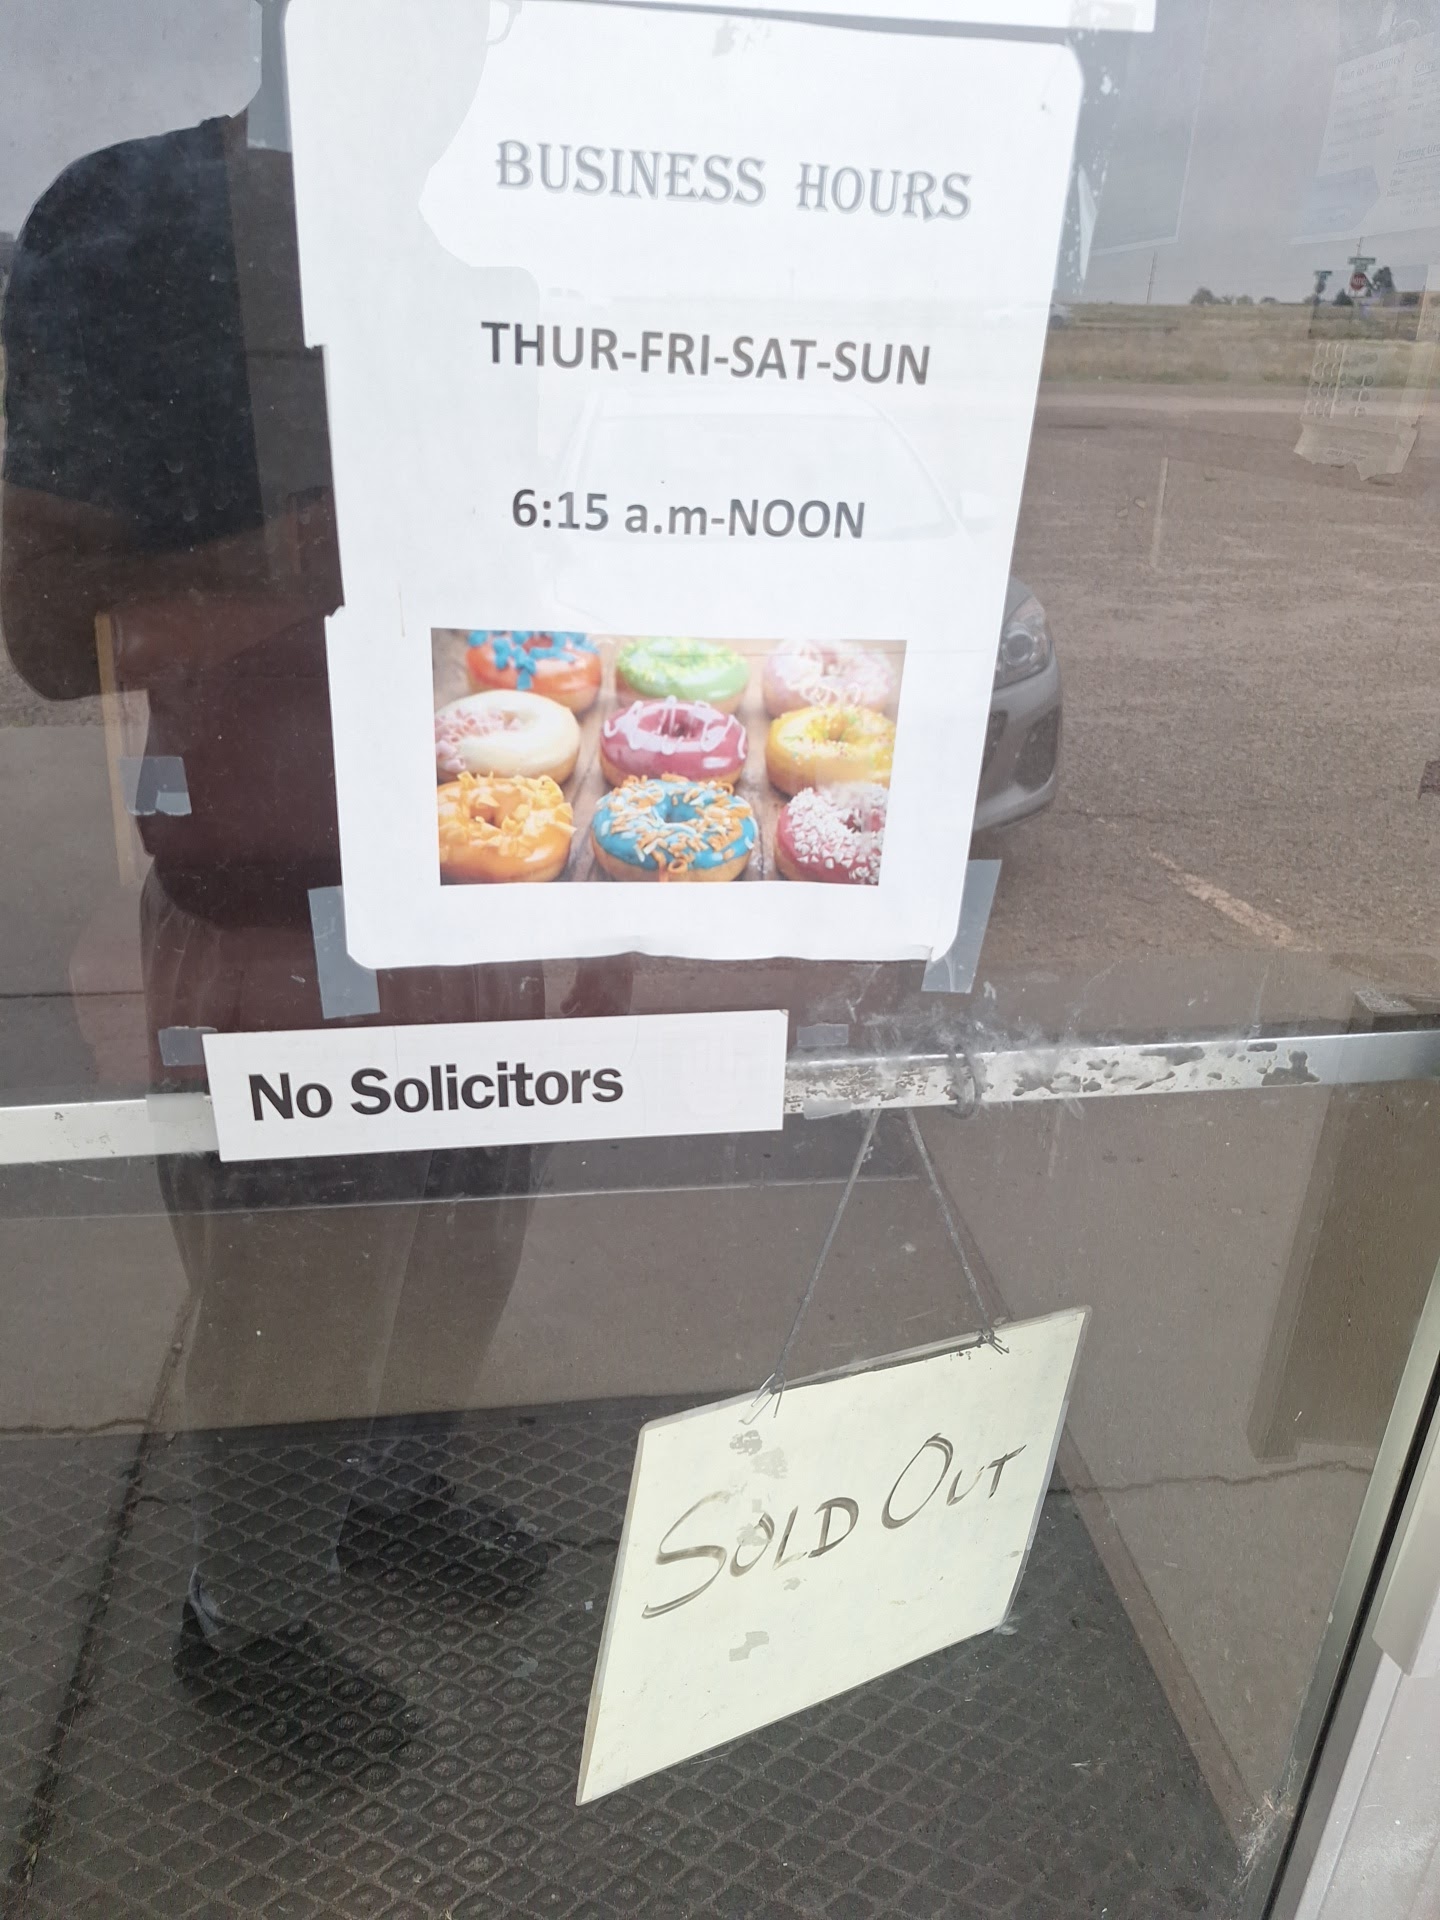 BUSINESS HOURS
THUR-FRI-SAT-SUN
6:15 a.m-NOON
No Solicitors
SOLD OUT